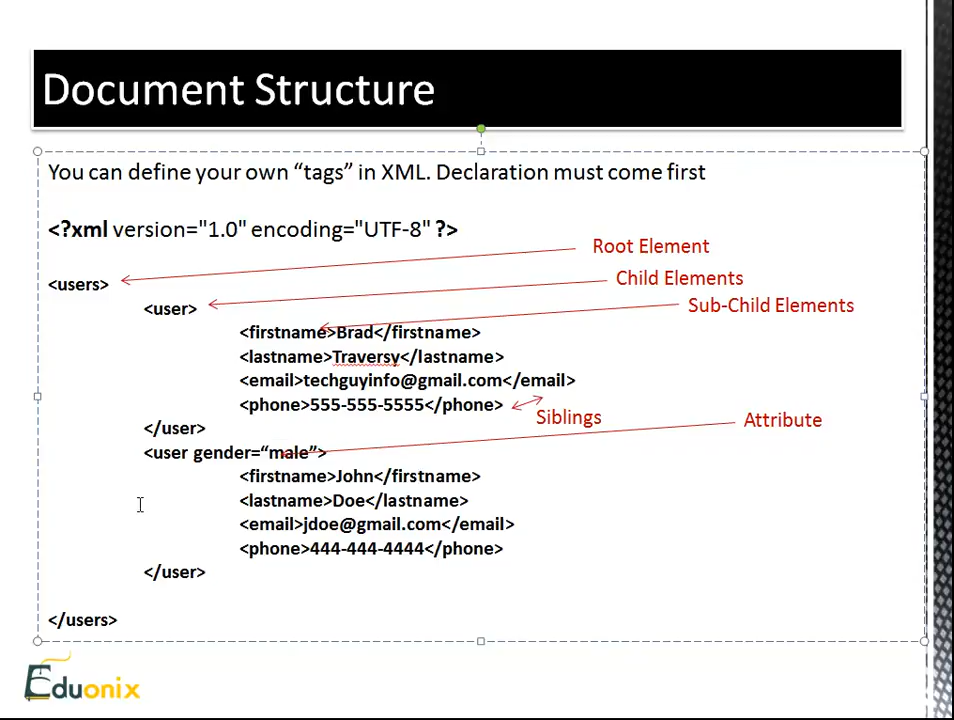 Document Structure
You can define your own “tags” in XML. Declaration must come first
<?xml version="1.0" encoding="UTF-8" ?>
Root Element
<users>
Child Elements
<user>
Sub-Child Elements
<firstname>Brad</firstname>
<lastname>Traversy</lastname>
<email>techguyinfo@gmail.com</email>
<phone>555-555-5555</phone>
Siblings
</user>
Attribute
<user gender=“male”>
<firstname>John</firstname>
<lastname>Doe</lastname>
<email>jdoe@gmail.com</email>
<phone>444-444-4444</phone>
</user>
</users>
Eduonix